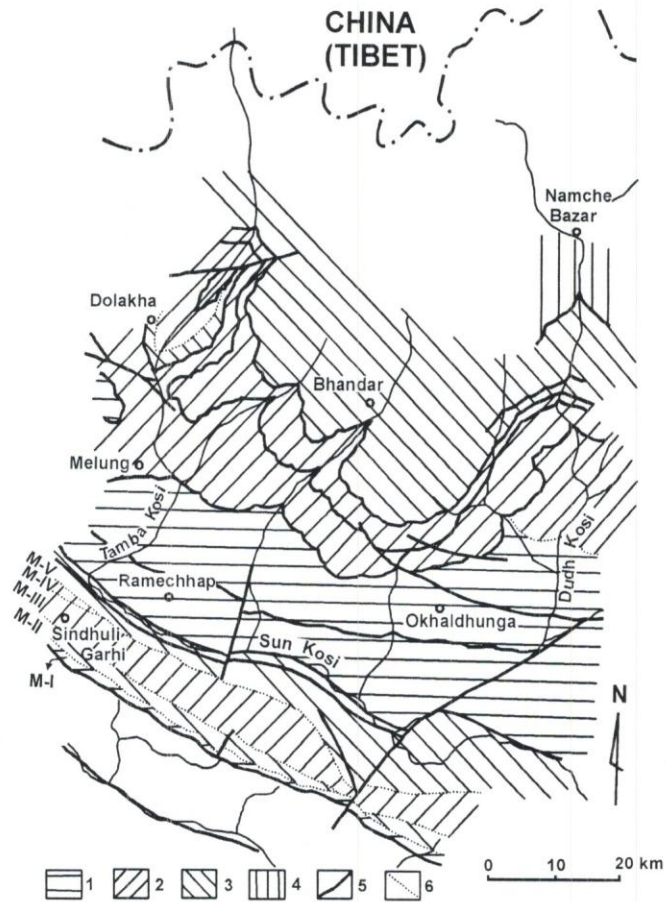 CHINA
(TIBET)
Namche
Bazar
Dolakha
Bhandar
Melung
Tamba Kosi
Dudh Kosi
M-V
M-IV
M-III
M-II
M-I
Ramechhap
Okhaldhunga
Sindhuli
Garhi
Sun Kosi
N
1 2 3 4 5 6
0 10 20 km